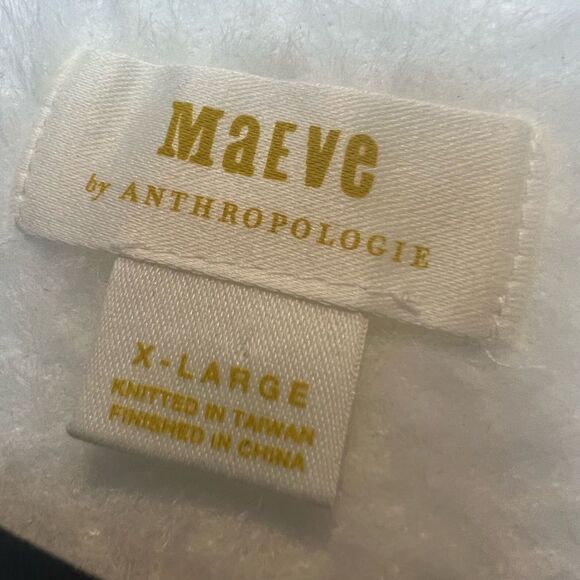 MaEVe
by ANTHROPOLOGIE
X-LARGE
KNITTED IN TAIWAN
FINISHED IN CHINA